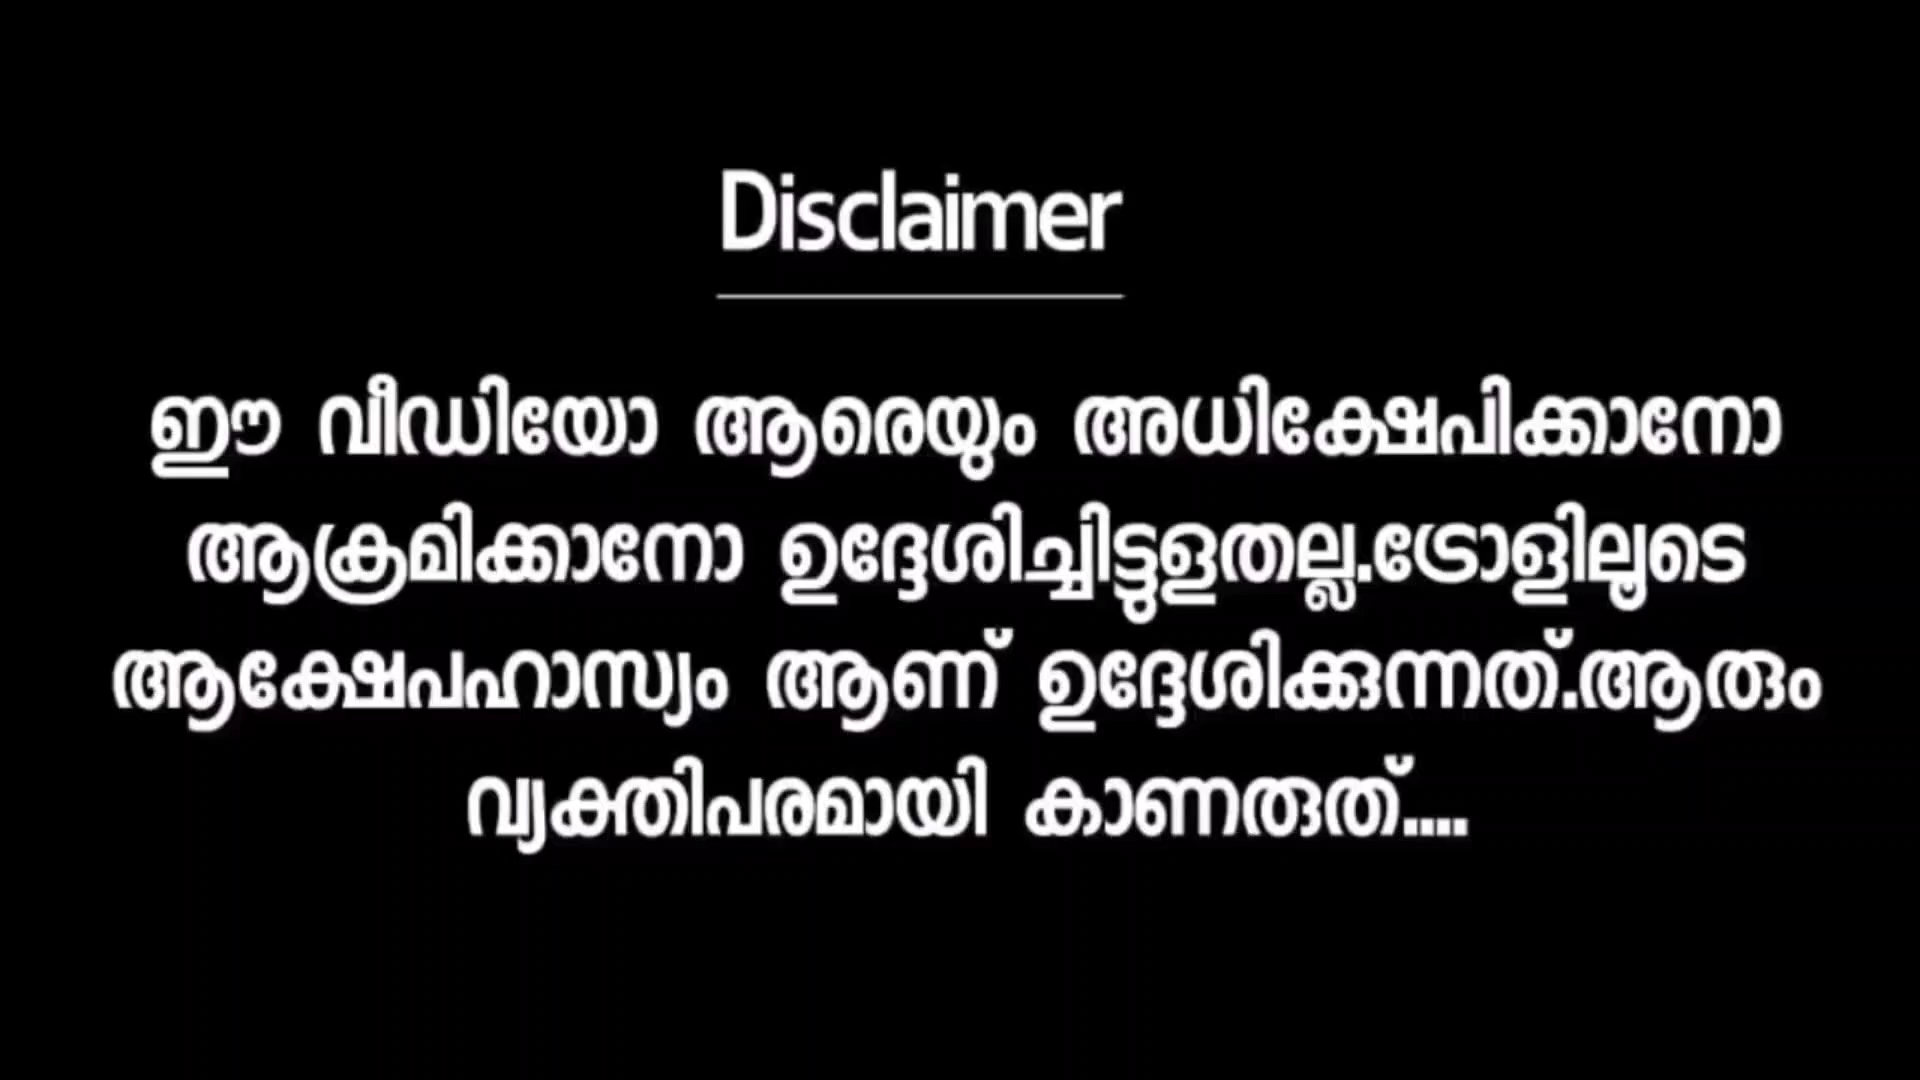 Disclaimer
ഈ വീഡിയോ ആരെയും അധിക്ഷേപിക്കാനോ
ആക്രമിക്കാനോ ഉദ്ദേശിച്ചിട്ടുളതല്ല.ട്രോളിലൂടെ
ആക്ഷേപഹാസ്യം ആണ് ഉദ്ദേശിക്കുന്നത്.ആരും
വ്യക്തിപരമായി കാണരുത്....